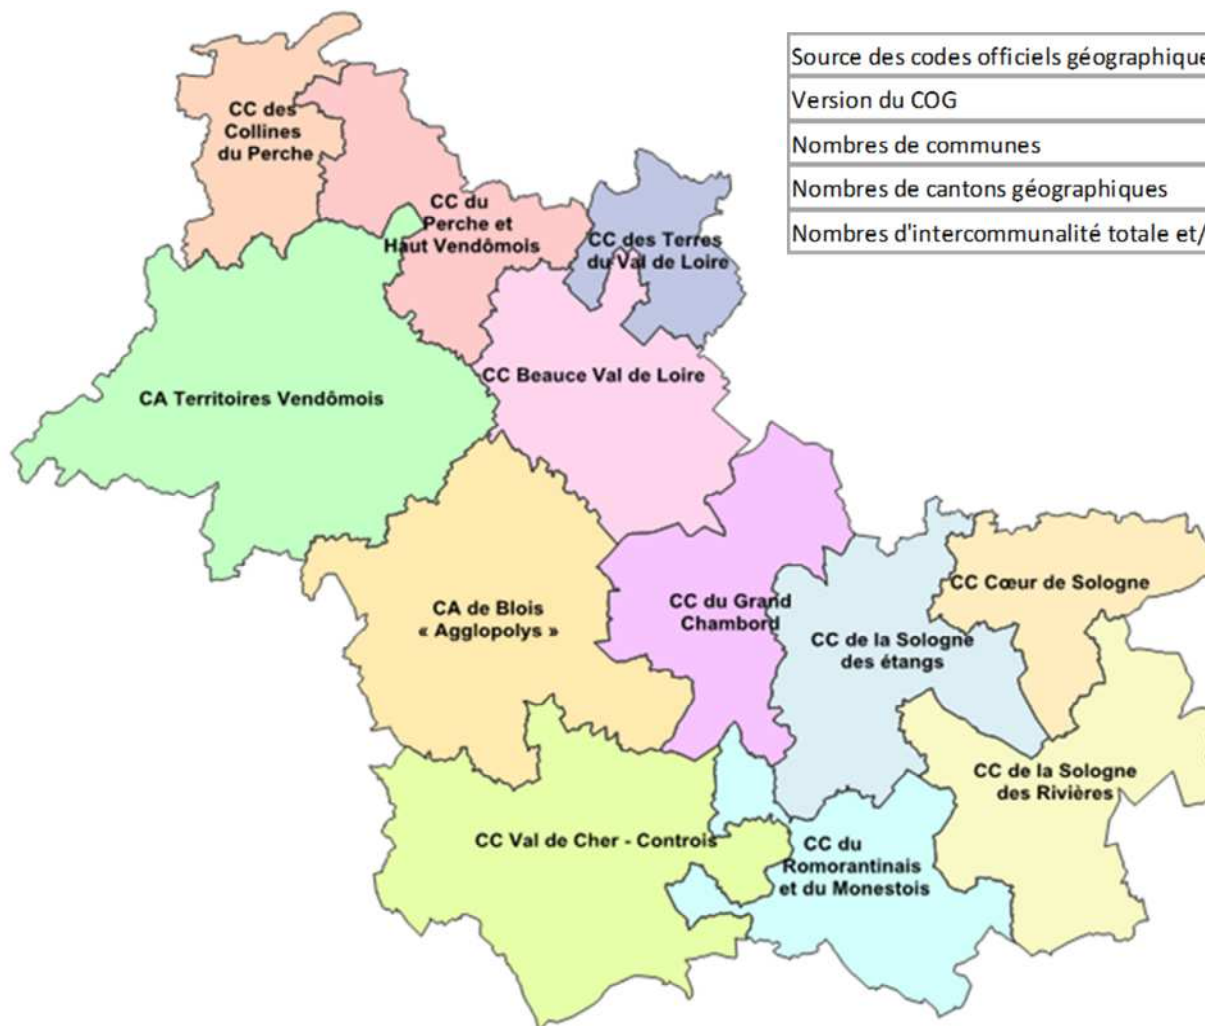 Source des codes officiels géographique
Version du COG
Nombres de communes
Nombres de cantons géographiques
Nombres d'intercommunalité totale et/
CC des
Collines
du Perche
CC du
Perche et
Haut Vendômois
CC des Terres
du Val de Loire
CC Beauce Val de Loire
CA Territoires Vendômois
CA de Blois
« Agglopolys »
CC du Grand
Chambord
CC Cœur de Sologne
CC de la Sologne
des étangs
CC de la Sologne
des Rivières
CC Val de Cher - Controis
CC du
Romorantinais
et du Monestois